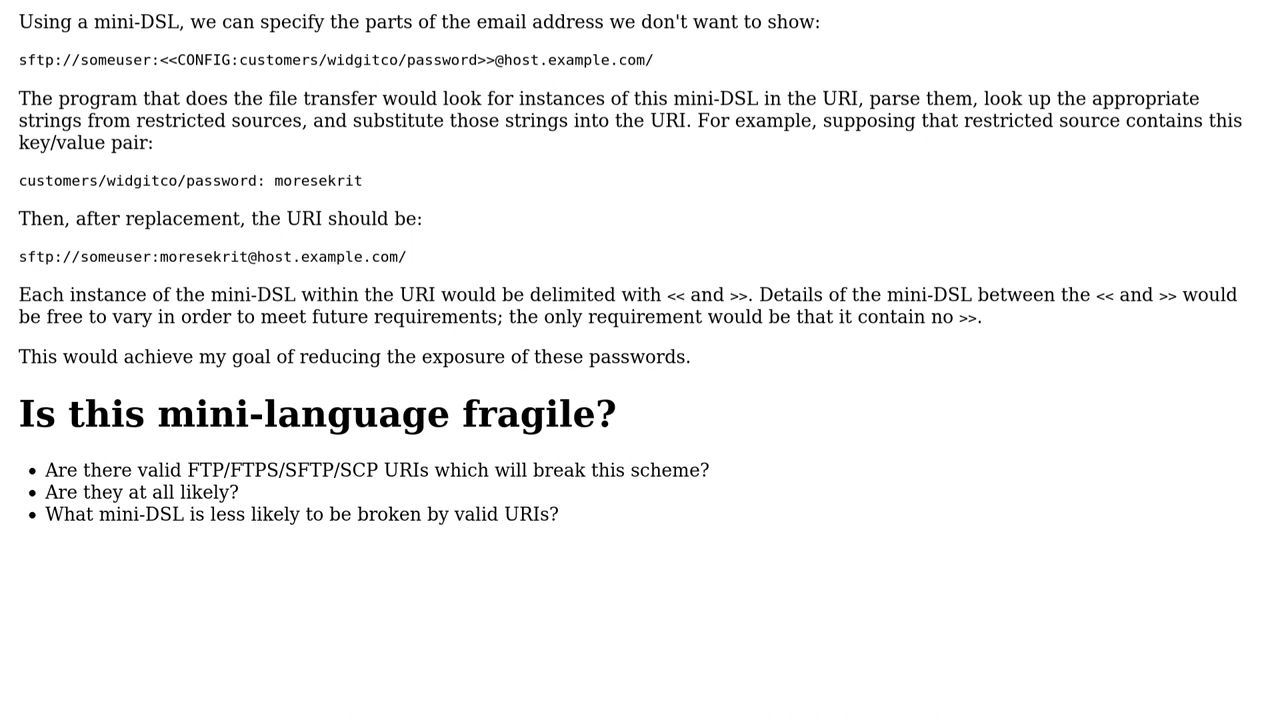 Using a mini-DSL, we can specify the parts of the email address we don't want to show:
sftp://someuser:<<CONFIG:customers/widgitco/password>>@host.example.com/
The program that does the file transfer would look for instances of this mini-DSL in the URI, parse them, look up the appropriate
strings from restricted sources, and substitute those strings into the URI. For example, supposing that restricted source contains this
key/value pair:
customers/widgitco/password: moresekrit
Then, after replacement, the URI should be:
sftp://someuser:moresekrit@host.example.com/
Each instance of the mini-DSL within the URI would be delimited with << and >>. Details of the mini-DSL between the << and >> would
be free to vary in order to meet future requirements; the only requirement would be that it contain no >>.
This would achieve my goal of reducing the exposure of these passwords.
Is this mini-language fragile?
• Are there valid FTP/FTPS/SFTP/SCP URIs which will break this scheme?
• Are they at all likely?
• What mini-DSL is less likely to be broken by valid URIs?